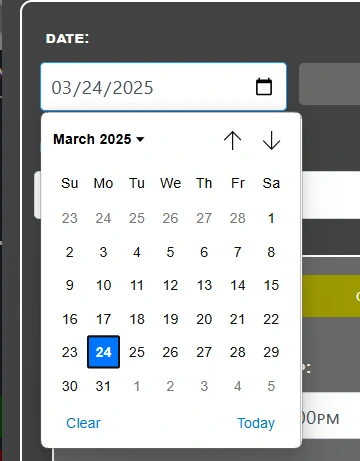 DATE:
03/24/2025
March 2025
Su Mo Tu We Th Fr Sa
23 24 25 26 27 28 1
2 3 4 5 6 7 8
9 10 11 12 13 14 15
16 17 18 19 20 21 22
23 24 25 26 27 28 29
30 31 1 2 3 4 5
Clear Today